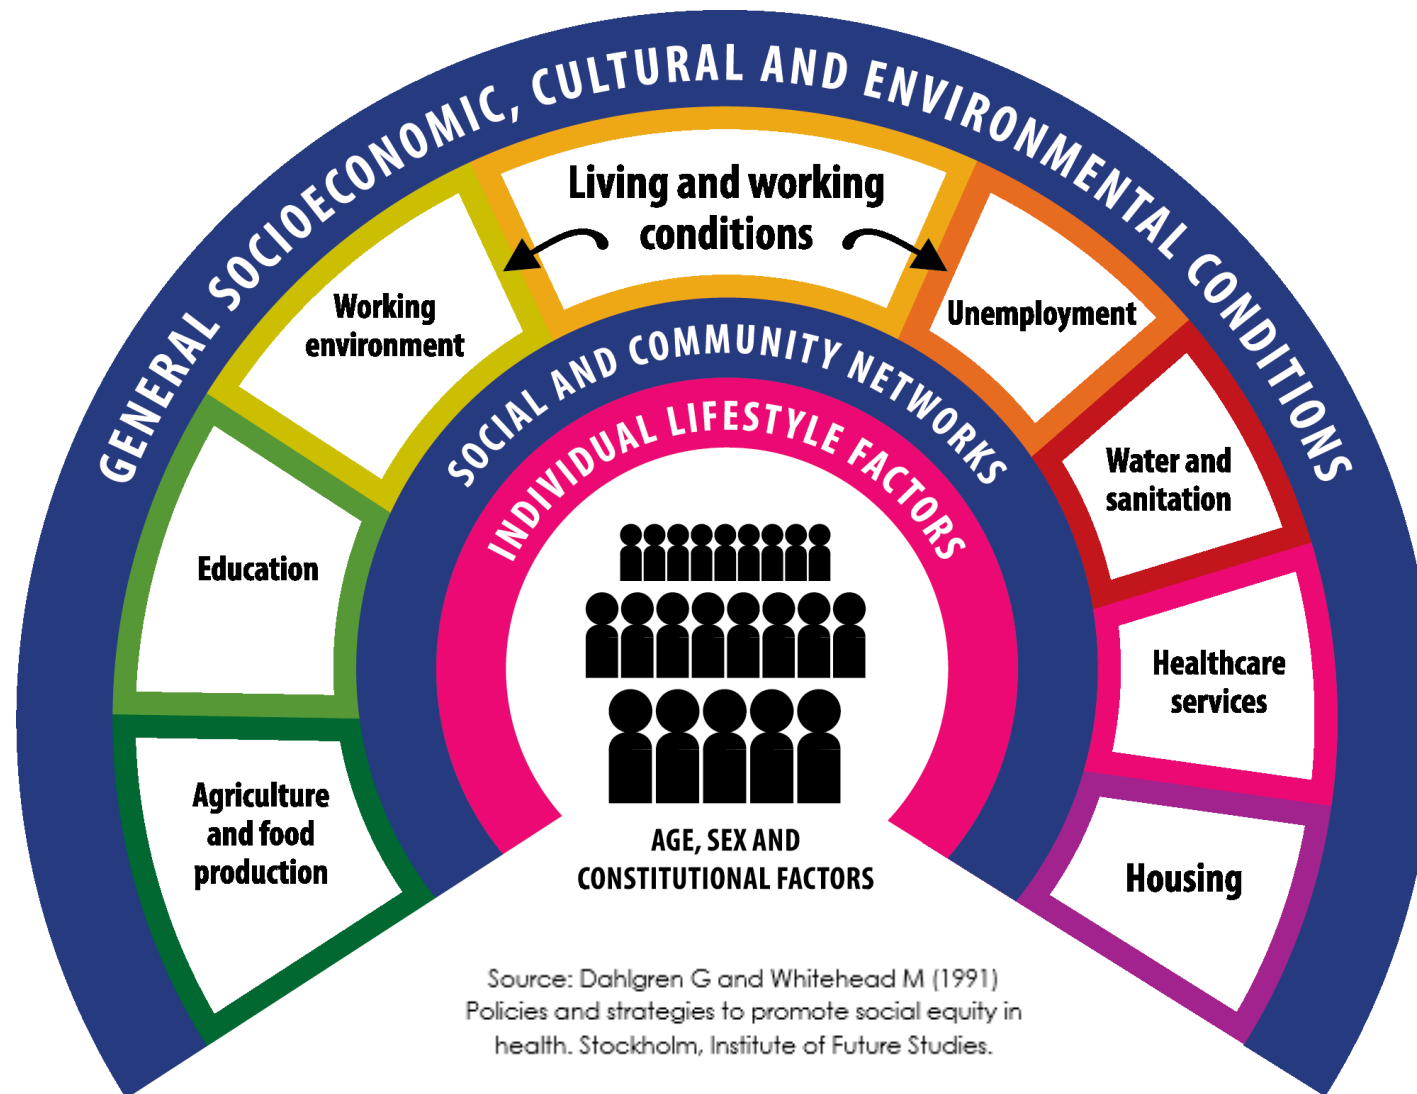 GENERAL SOCIOECONOMIC, CULTURAL AND ENVIRONMENTAL CONDITIONS
Living and working
conditions
Working
environment
Unemployment
SOCIAL AND COMMUNITY NETWORKS
INDIVIDUAL LIFESTYLE FACTORS
Water and
sanitation
Education
Healthcare
services
Agriculture
and food
production
Housing
AGE, SEX AND
CONSTITUTIONAL FACTORS
Source: Dahlgren G and Whitehead M (1991)
Policies and strategies to promote social equity in
health. Stockholm, Institute of Future Studies.